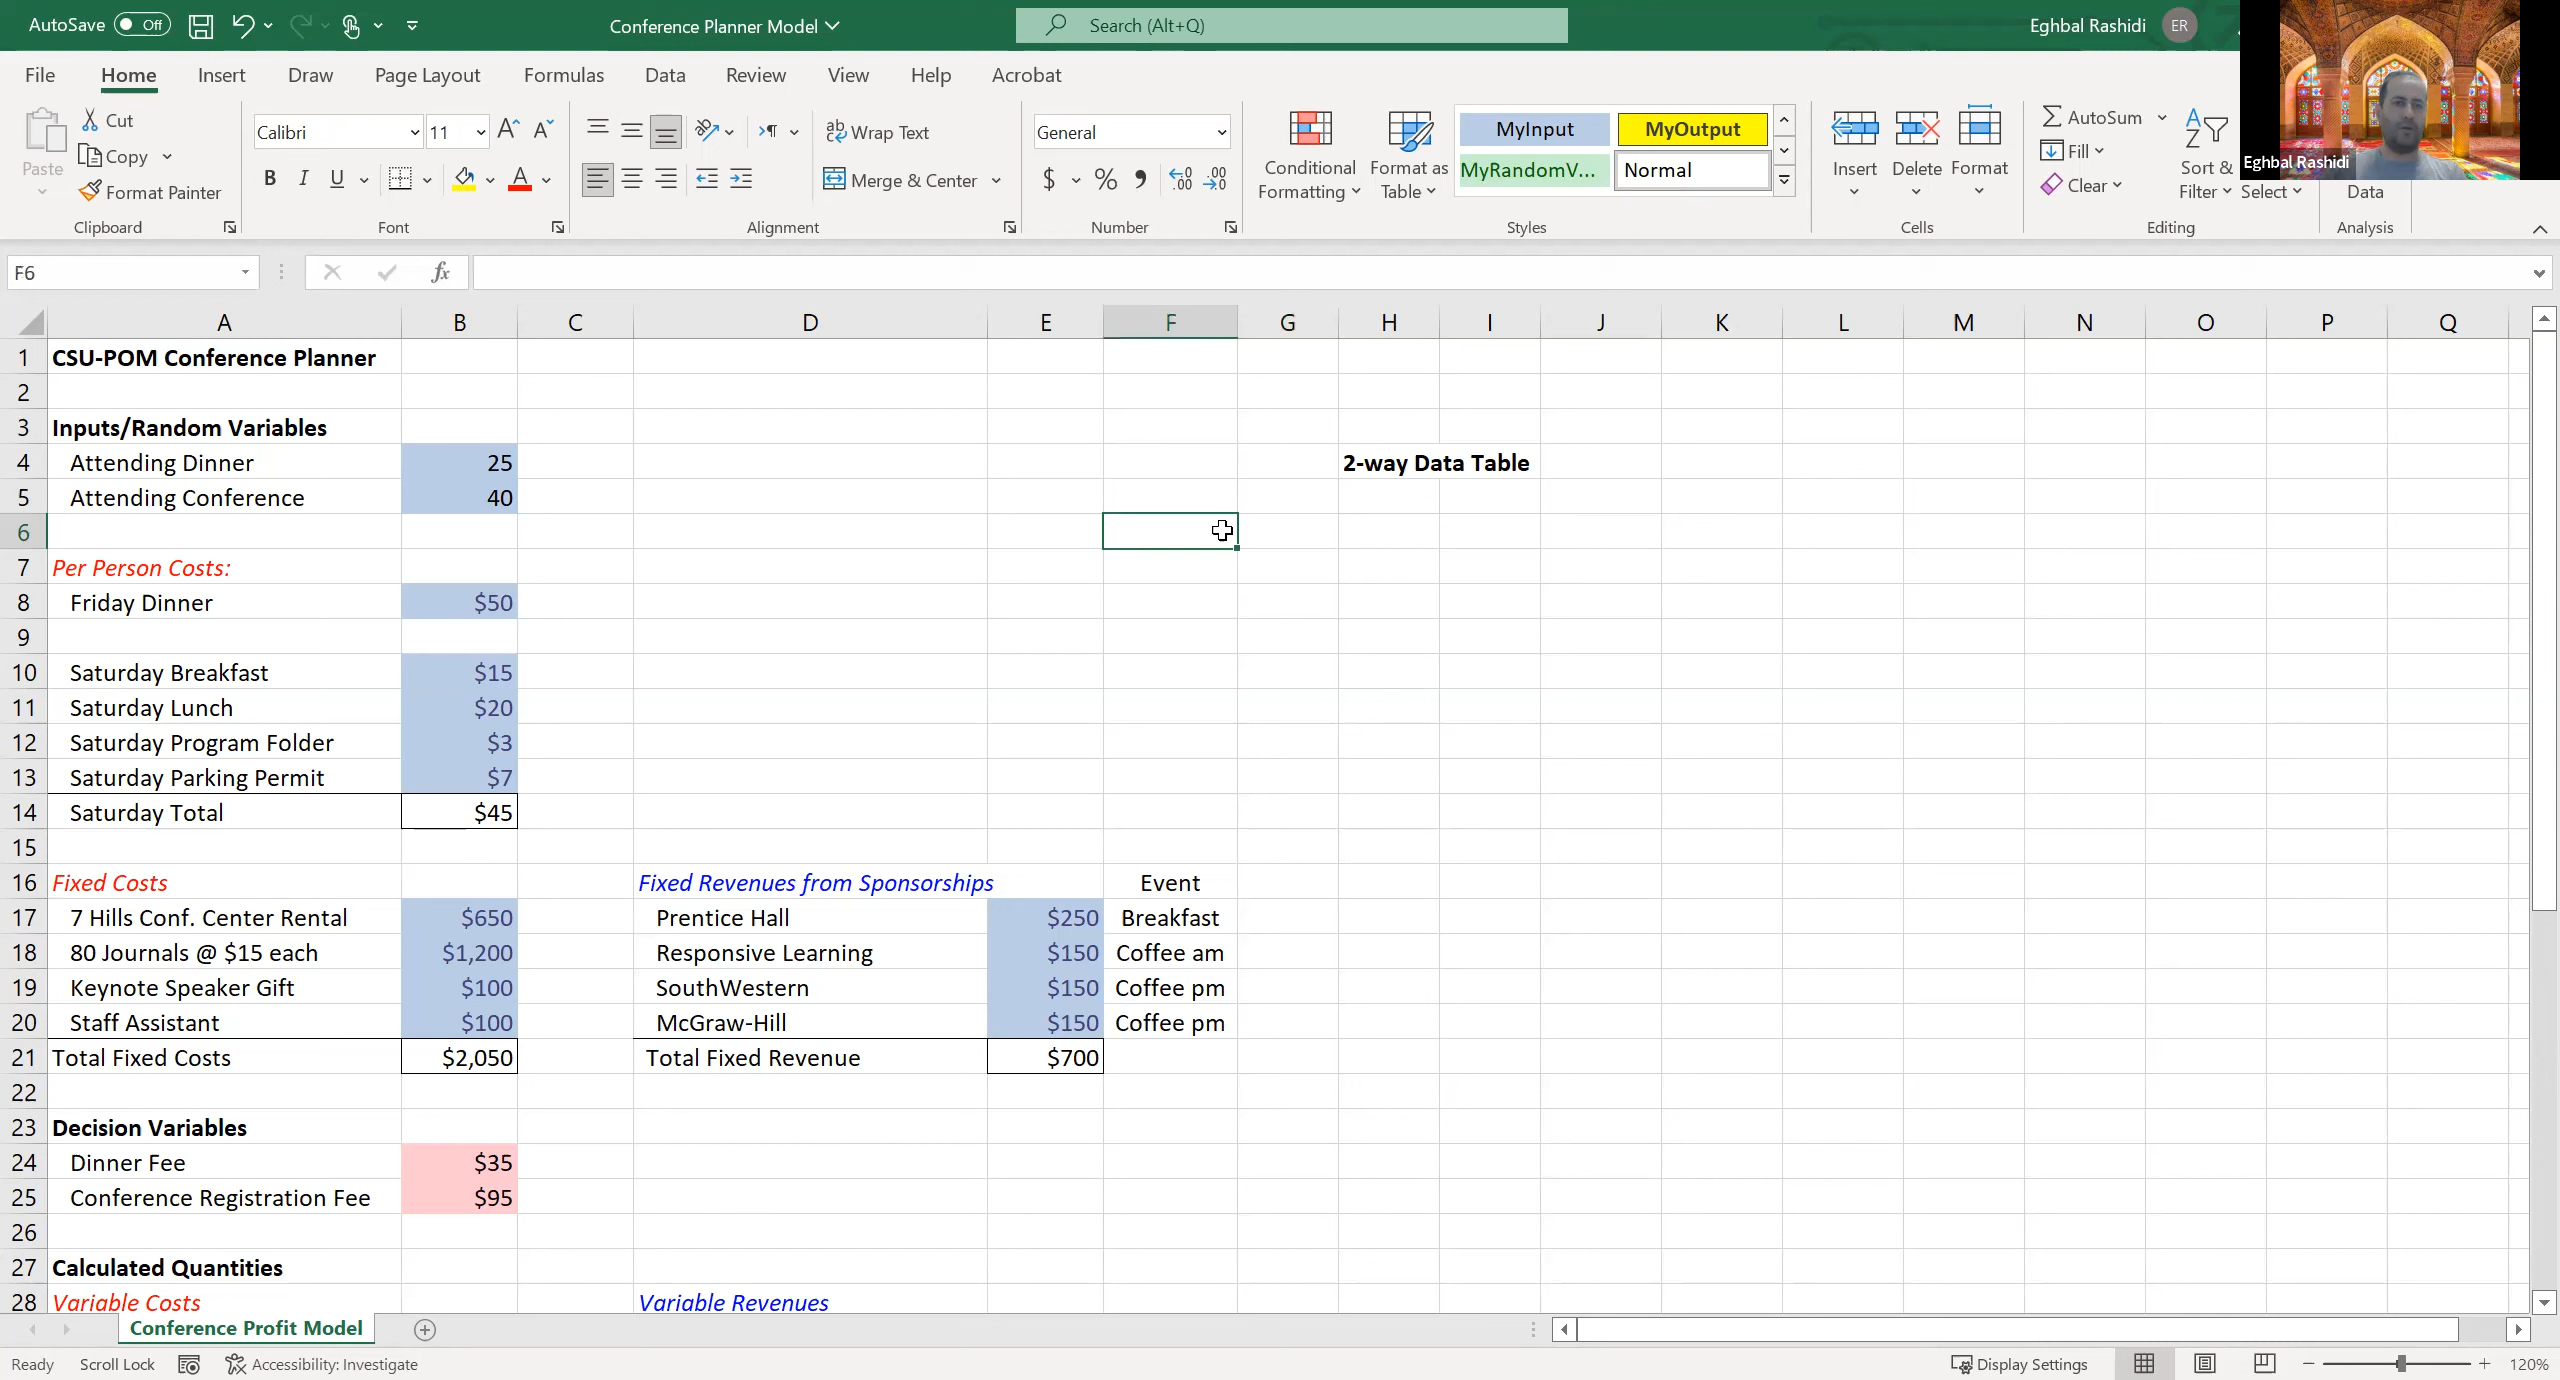 AutoSave Off
Conference Planner Model
Search (Alt+Q)
Eghbal Rashidi ER
File Home Insert Draw Page Layout Formulas Data Review View Help Acrobat
Paste
Cut
Copy
Format Painter
Clipboard
Calibri 11
B I U
Font
Wrap Text
Merge & Center
Alignment
General
$ % 9
Number
Conditional Formatting
Format as Table
MyInput MyOutput
MyRandomV... Normal
Styles
Insert Delete Format
Cells
AutoSum
Fill
Clear
Sort &
Filter Select
Editing
Data
Analysis
Eghbal Rashidi
F6 fx
A B C D E F G H I J K L M N O P Q
1 CSU-POM Conference Planner
2
3 Inputs/Random Variables
4 Attending Dinner 25 2-way Data Table
5 Attending Conference 40
6
7 Per Person Costs:
8 Friday Dinner $50
9
10 Saturday Breakfast $15
11 Saturday Lunch $20
12 Saturday Program Folder $3
13 Saturday Parking Permit $7
14 Saturday Total $45
15
16 Fixed Costs Fixed Revenues from Sponsorships Event
17 7 Hills Conf. Center Rental $650 Prentice Hall $250 Breakfast
18 80 Journals @ $15 each $1,200 Responsive Learning $150 Coffee am
19 Keynote Speaker Gift $100 SouthWestern $150 Coffee pm
20 Staff Assistant $100 McGraw-Hill $150 Coffee pm
21 Total Fixed Costs $2,050 Total Fixed Revenue $700
22
23 Decision Variables
24 Dinner Fee $35
25 Conference Registration Fee $95
26
27 Calculated Quantities
28 Variable Costs Variable Revenues
Conference Profit Model
Ready Scroll Lock Accessibility: Investigate Display Settings 120%